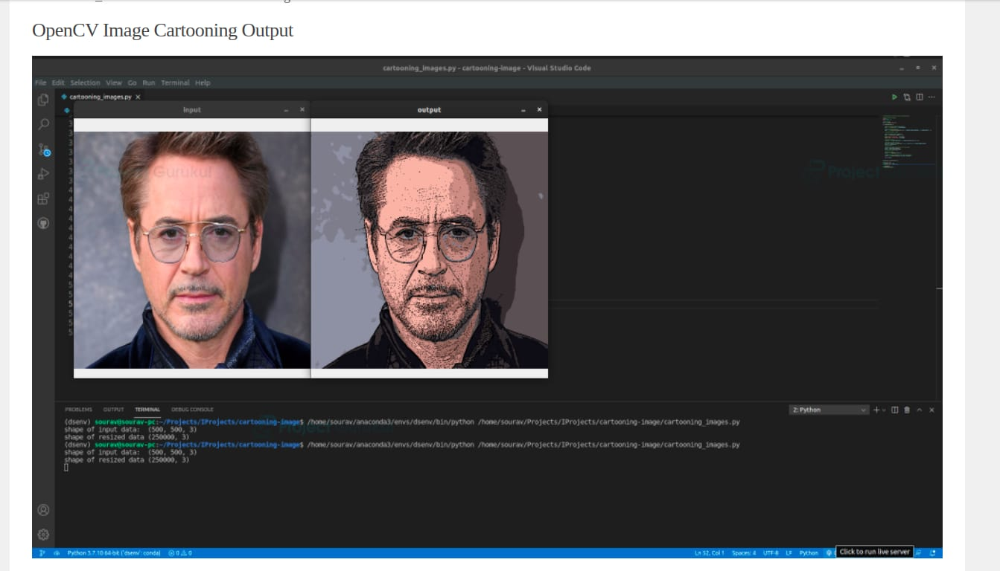 OpenCV Image Cartooning Output
cartooning_images.py - cartooning-image - Visual Studio Code
File Edit Selection View Go Run Terminal Help
cartooning_images.py
input
output
Gurukul
Project
PROBLEMS OUTPUT TERMINAL DEBUG CONSOLE
2: Python
(dsenv) sourav@sourav-pc:~/Projects/IProjects/cartooning-image$ /home/sourav/anaconda3/envs/dsenv/bin/python /home/sourav/Projects/IProjects/cartooning-image/cartooning_images.py
shape of input data: (500, 500, 3)
shape of resized data (250000, 3)
(dsenv) sourav@sourav-pc:~/Projects/IProjects/cartooning-image$ /home/sourav/anaconda3/envs/dsenv/bin/python /home/sourav/Projects/IProjects/cartooning-image/cartooning_images.py
shape of input data: (500, 500, 3)
shape of resized data (250000, 3)
Project Gurukul
Python 3.7.10 64-bit ('dsenv': conda) 0 0
Ln 52, Col 1 Spaces: 4 UTF-8 LF Python
Click to run live server